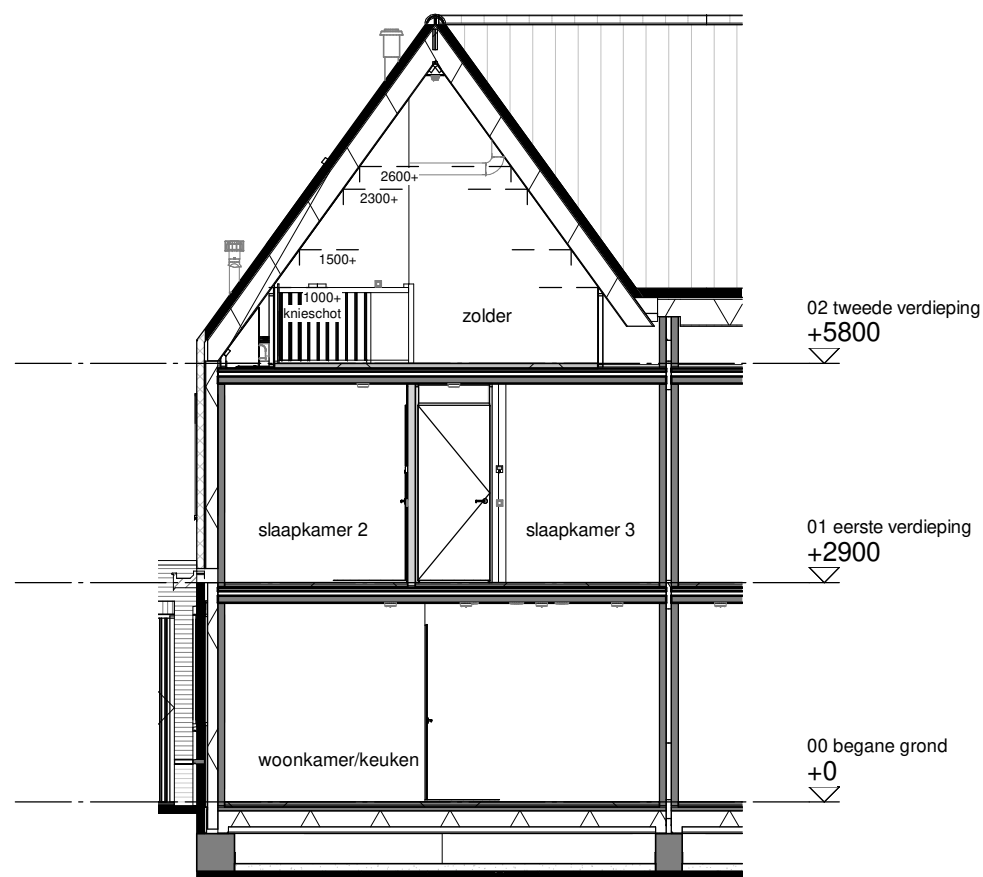 2600+
2300+
1500+
1000+
knieschot
zolder
02 tweede verdieping
+5800
slaapkamer 2
slaapkamer 3
01 eerste verdieping
+2900
woonkamer/keuken
00 begane grond
+0